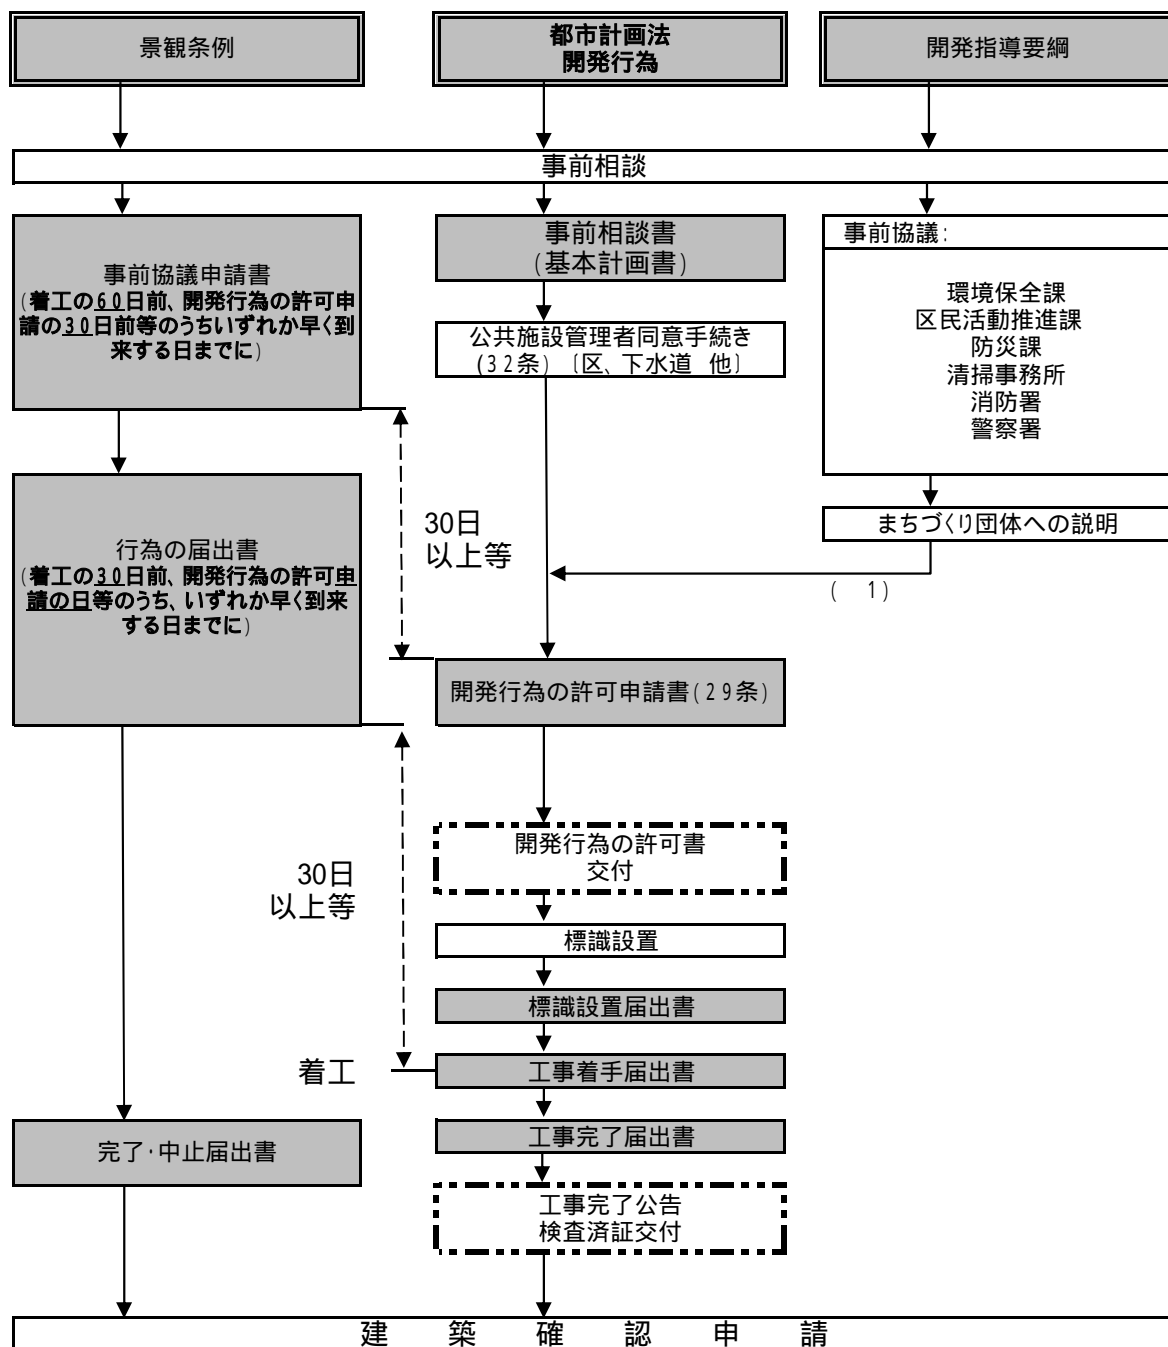 景観条例
都市計画法
開発行為
開発指導要綱
事前相談
事前協議申請書
(着工の60日前、開発行為の許可申
請の30日前等のうちいずれか早く到
来する日までに)
事前相談書
(基本計画書)
公共施設管理者同意手続き
(32条) [区、下水道 他]
事前協議:
環境保全課
区民活動推進課
防災課
清掃事務所
消防署
警察署
まちづくり団体への説明
( 1)
30日
以上等
行為の届出書
(着工の30日前、開発行為の許可申
請の日等のうち、いずれか早く到来
する日までに)
開発行為の許可申請書(29条)
開発行為の許可書
交付
30日
以上等
標識設置
標識設置届出書
着工
工事着手届出書
工事完了届出書
完了・中止届出書
工事完了公告
検査済証交付
建築確認申請